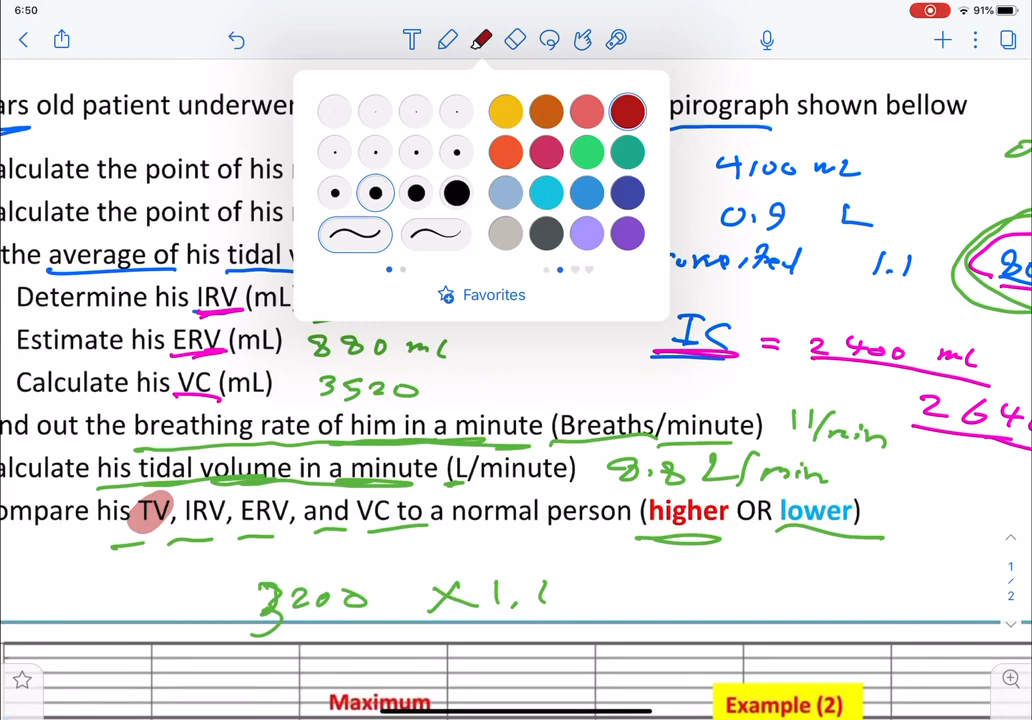 6:50
91%
T
ars old patient underwer
pirograph shown bellow
alculate the point of his
4100 mL
alculate the point of his
0.9 L
the average of his tidal
1.1
80
Determine his IRV (mL
Estimate his ERV (mL) 880 mL
Calculate his VC (mL) 3520
Favorites
IC = 2400 mL
264
nd out the breathing rate of him in a minute (Breaths/minute) 11/min
alculate his tidal volume in a minute (L/minute) 8.8 L/min
ompare his TV, IRV, ERV, and VC to a normal person (higher OR lower)
3200 × 1.1
1
/
2
Maximum
Example (2)